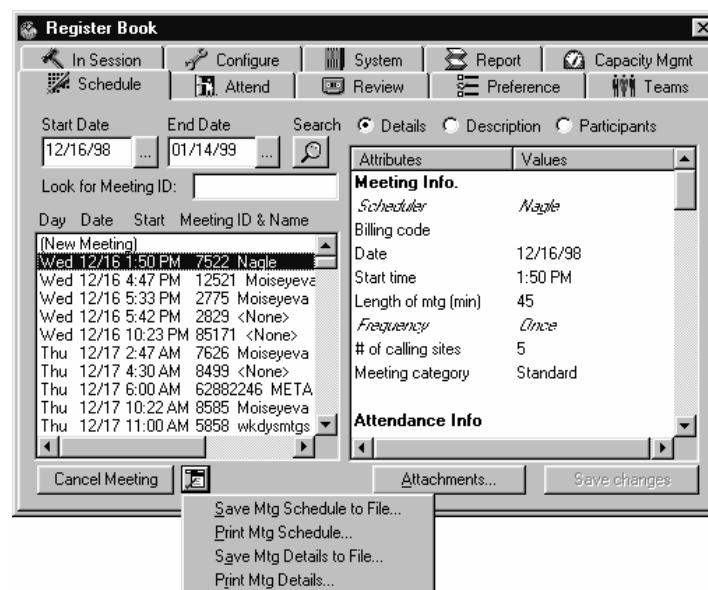 Register Book
In Session Configure System Report Capacity Mgmt
Schedule Attend Review Preference Teams
Start Date End Date Search Details Description Participants
12/16/98 ... 01/14/99 ...
Look for Meeting ID:
Day Date Start Meeting ID & Name
(New Meeting)
Wed 12/16 1:50 PM 7522 Nagle
Wed 12/16 4:47 PM 12521 Moiseyeva
Wed 12/16 5:33 PM 2775 Moiseyeva
Wed 12/16 5:42 PM 2829 <None>
Wed 12/16 10:23 PM 85171 <None>
Thu 12/17 2:47 AM 7626 Moiseyeva
Thu 12/17 4:30 AM 8499 <None>
Thu 12/17 6:00 AM 62882246 META
Thu 12/17 10:22 AM 8585 Moiseyeva
Thu 12/17 11:00 AM 5858 wkdysmtgs
Attributes Values
Meeting Info.
Scheduler Nagle
Billing code
Date 12/16/98
Start time 1:50 PM
Length of mtg (min) 45
Frequency Once
# of calling sites 5
Meeting category Standard
Attendance Info
Cancel Meeting Attachments... Save changes
Save Mtg Schedule to File...
Print Mtg Schedule...
Save Mtg Details to File...
Print Mtg Details...